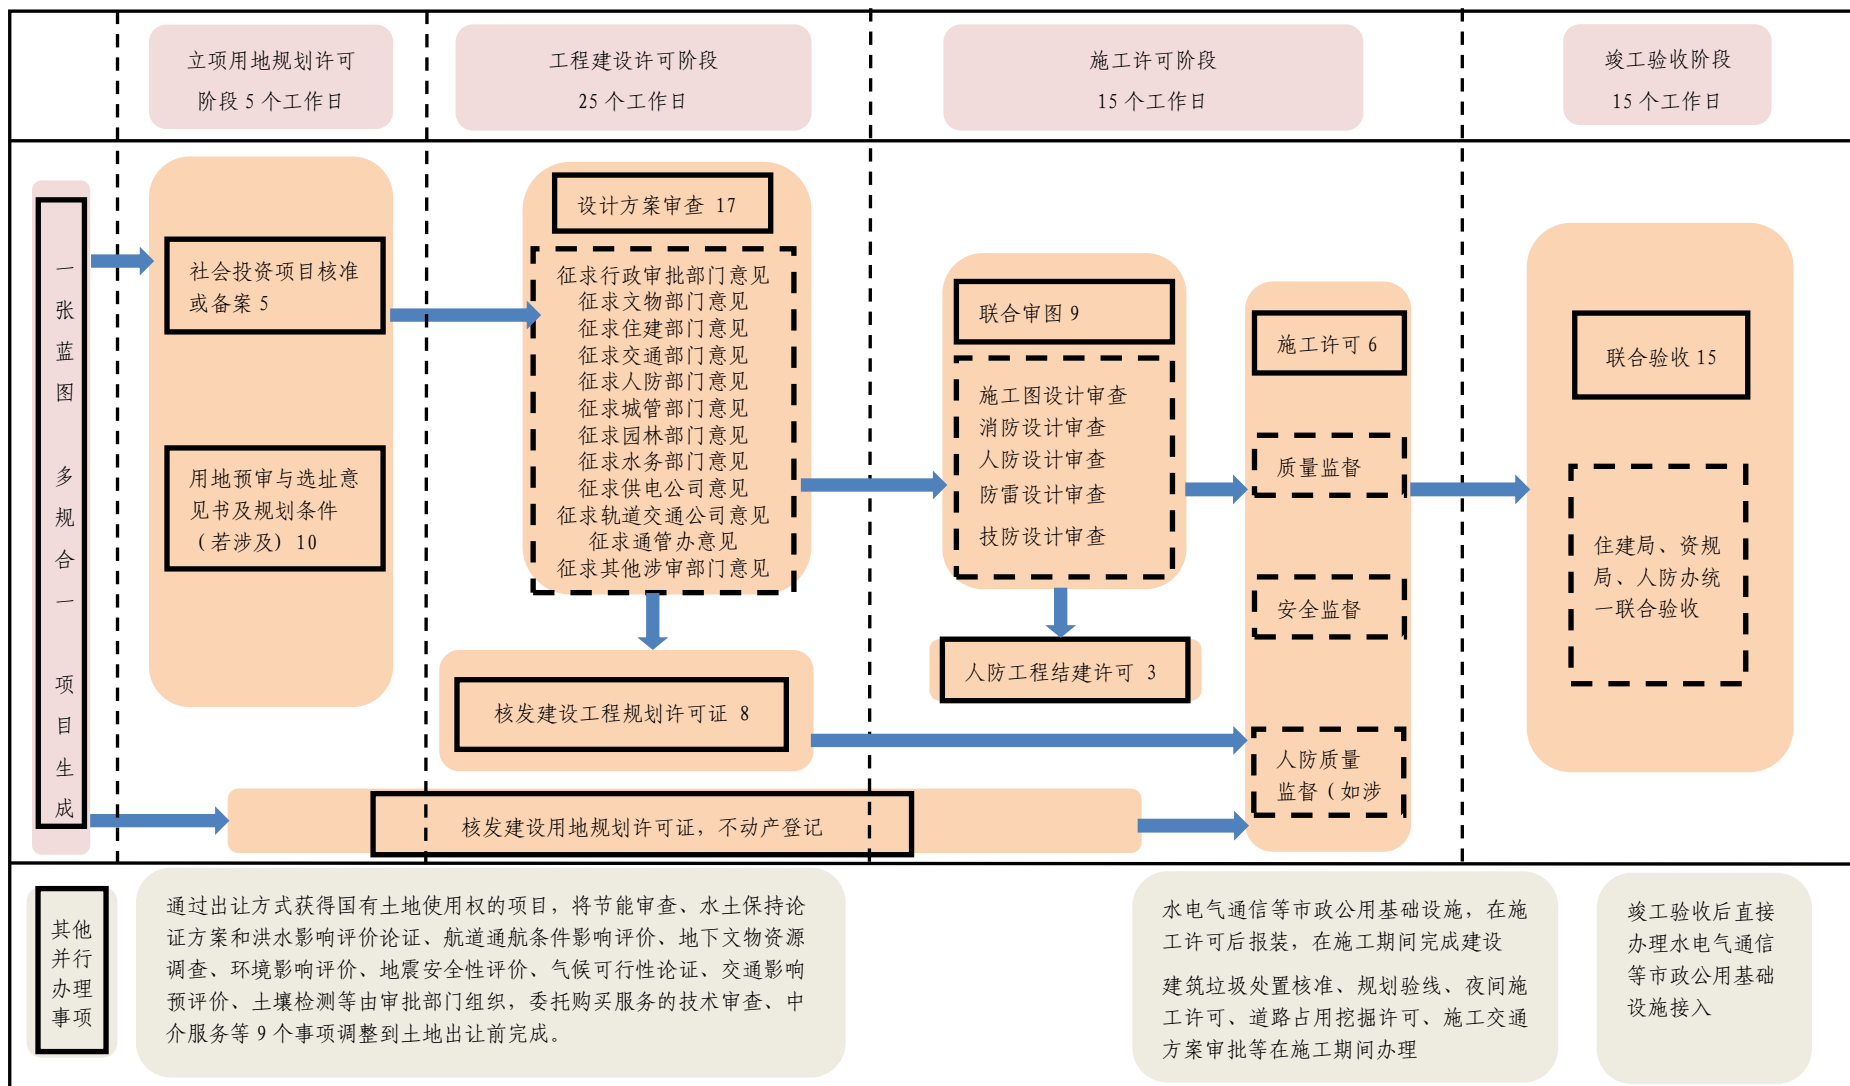 立项用地规划许可
阶段 5 个工作日
工程建设许可阶段
25 个工作日
施工许可阶段
15 个工作日
竣工验收阶段
15 个工作日
一张蓝图 多规合一 项目生成
社会投资项目核准
或备案 5
用地预审与选址意
见书及规划条件
（若涉及）10
设计方案审查 17
征求行政审批部门意见
征求文物部门意见
征求住建部门意见
征求交通部门意见
征求人防部门意见
征求城管部门意见
征求园林部门意见
征求水务部门意见
征求供电公司意见
征求轨道交通公司意见
征求通管办意见
征求其他涉审部门意见
核发建设工程规划许可证 8
核发建设用地规划许可证，不动产登记
联合审图 9
施工图设计审查
消防设计审查
人防设计审查
防雷设计审查
技防设计审查
人防工程结建许可 3
施工许可 6
质量监督
安全监督
人防质量
监督（如涉
联合验收 15
住建局、资规
局、人防办统
一联合验收
其他
并行
办理
事项
通过出让方式获得国有土地使用权的项目，将节能审查、水土保持论
证方案和洪水影响评价论证、航道通航条件影响评价、地下文物资源
调查、环境影响评价、地震安全性评价、气候可行性论证、交通影响
预评价、土壤检测等由审批部门组织，委托购买服务的技术审查、中
介服务等 9 个事项调整到土地出让前完成。
水电气通信等市政公用基础设施，在施
工许可后报装，在施工期间完成建设
建筑垃圾处置核准、规划验线、夜间施
工许可、道路占用挖掘许可、施工交通
方案审批等在施工期间办理
竣工验收后直接
办理水电气通信
等市政公用基础
设施接入